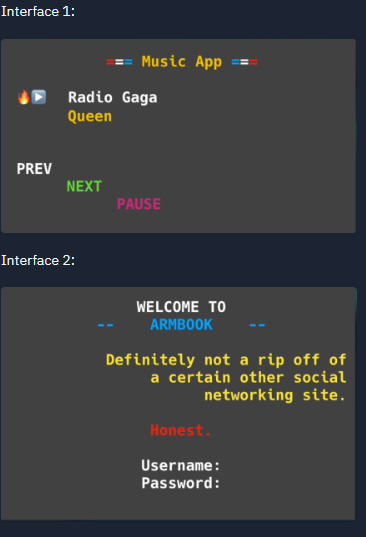 Interface 1:
=== Music App ===
🔥▶️ Radio Gaga
Queen
PREV
NEXT
PAUSE
Interface 2:
WELCOME TO
-- ARMBOOK --
Definitely not a rip off of
a certain other social
networking site.
Honest.
Username:
Password: